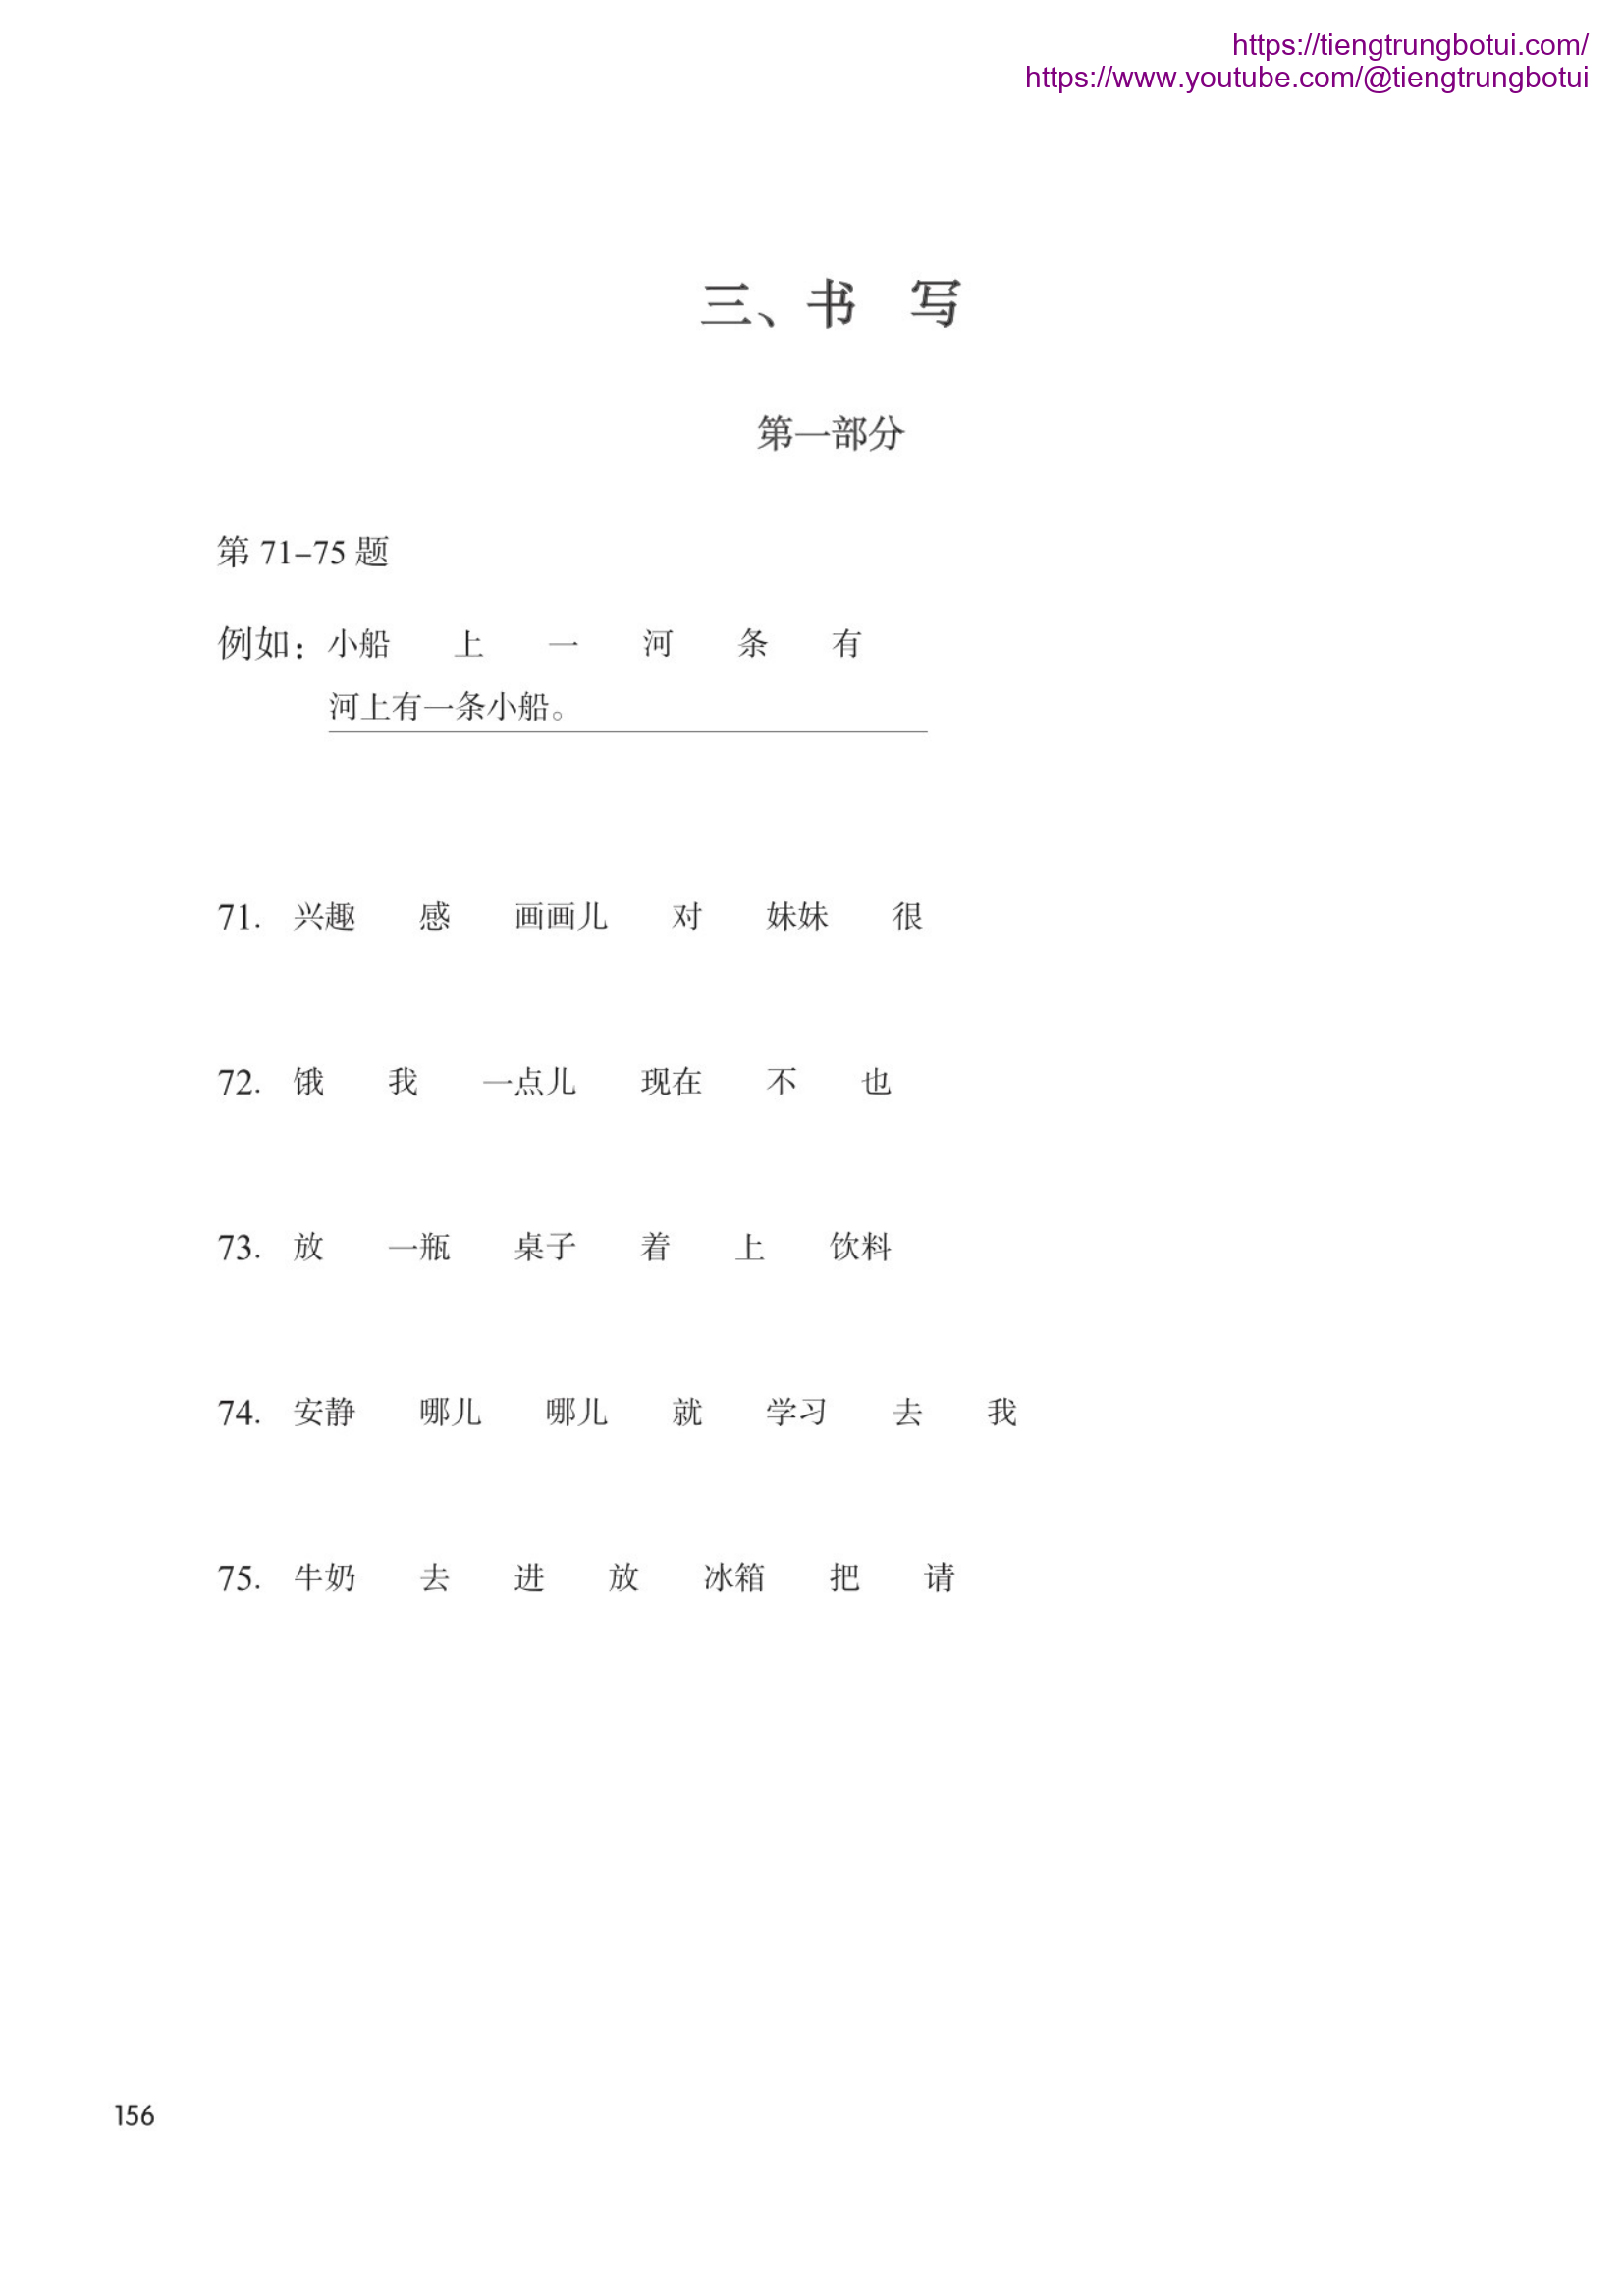 https://tiengtrungbotui.com/
https://www.youtube.com/@tiengtrungbotui
三、书 写
第一部分
第 71–75 题
例如：小船 上 一 河 条 有
河上有一条小船。
71. 兴趣 感 画画儿 对 妹妹 很
72. 饿 我 一点儿 现在 不 也
73. 放 一瓶 桌子 着 上 饮料
74. 安静 哪儿 哪儿 就 学习 去 我
75. 牛奶 去 进 放 冰箱 把 请
156